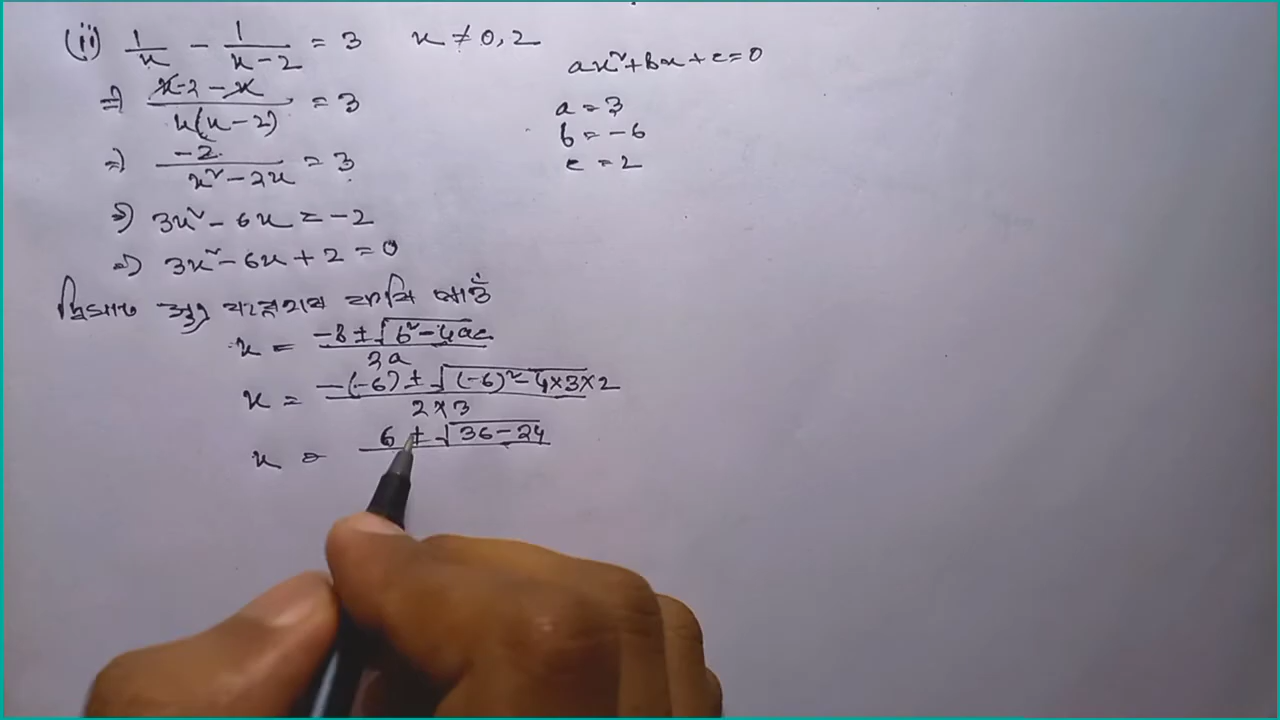 (ii) 1/x - 1/(x-2) = 3   x ≠ 0, 2
⇒ (x-2-x)/(x(x-2)) = 3
⇒ -2/(x²-2x) = 3
⇒ 3x² - 6x = -2
⇒ 3x² - 6x + 2 = 0
x = (-b ± √(b²-4ac))/2a
x = (-(-6) ± √((-6)²-4×3×2))/(2×3)
x = 6 ± √(36-24)
ax²+bx+c=0
a = 3
b = -6
c = 2